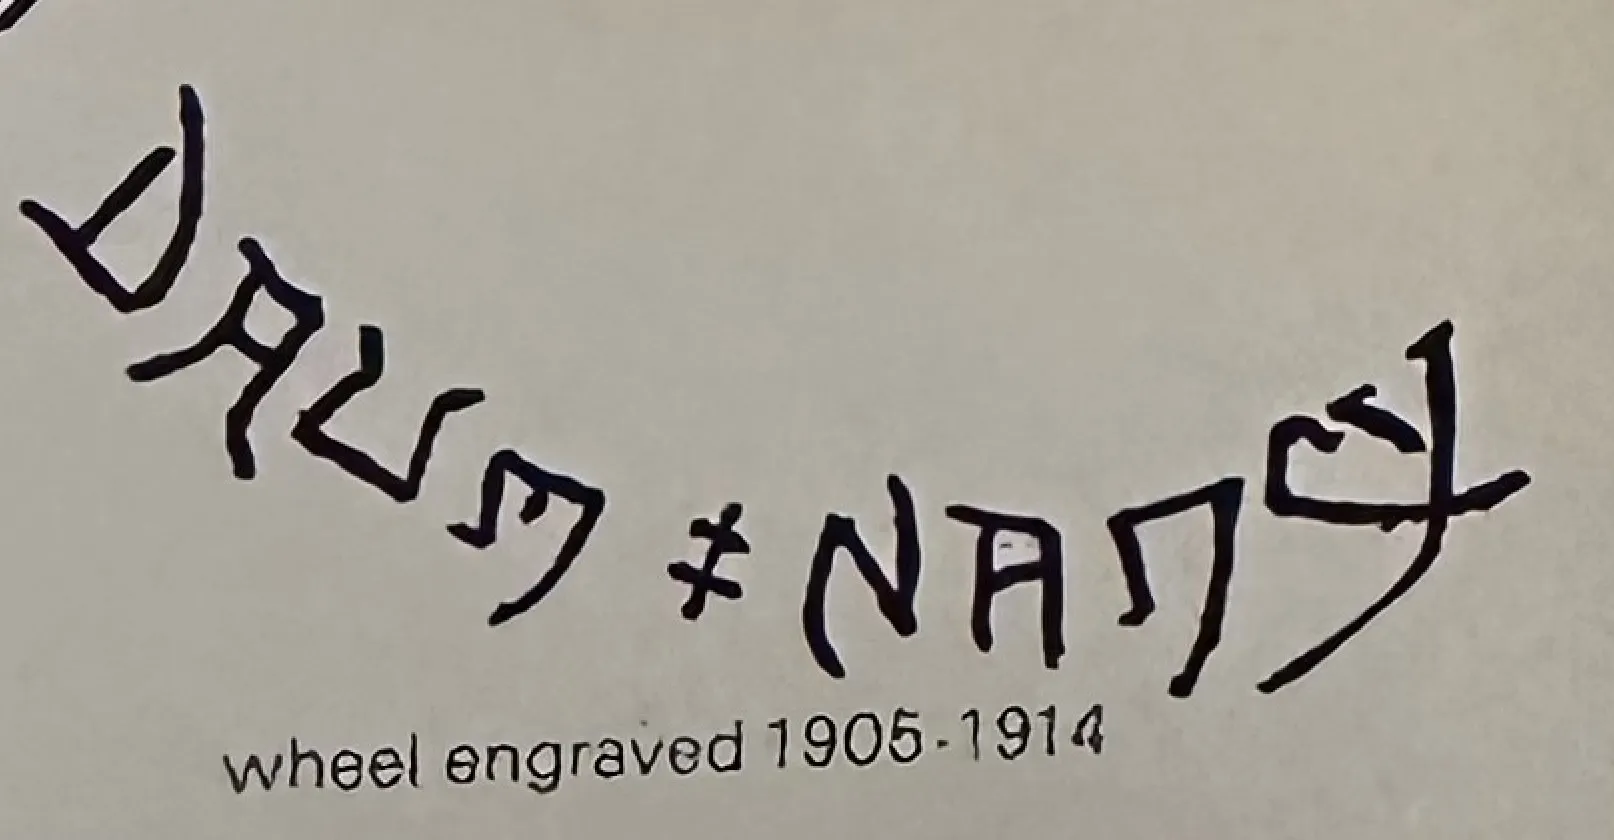 DAUM ‡ NANCY
wheel engraved 1905-1914